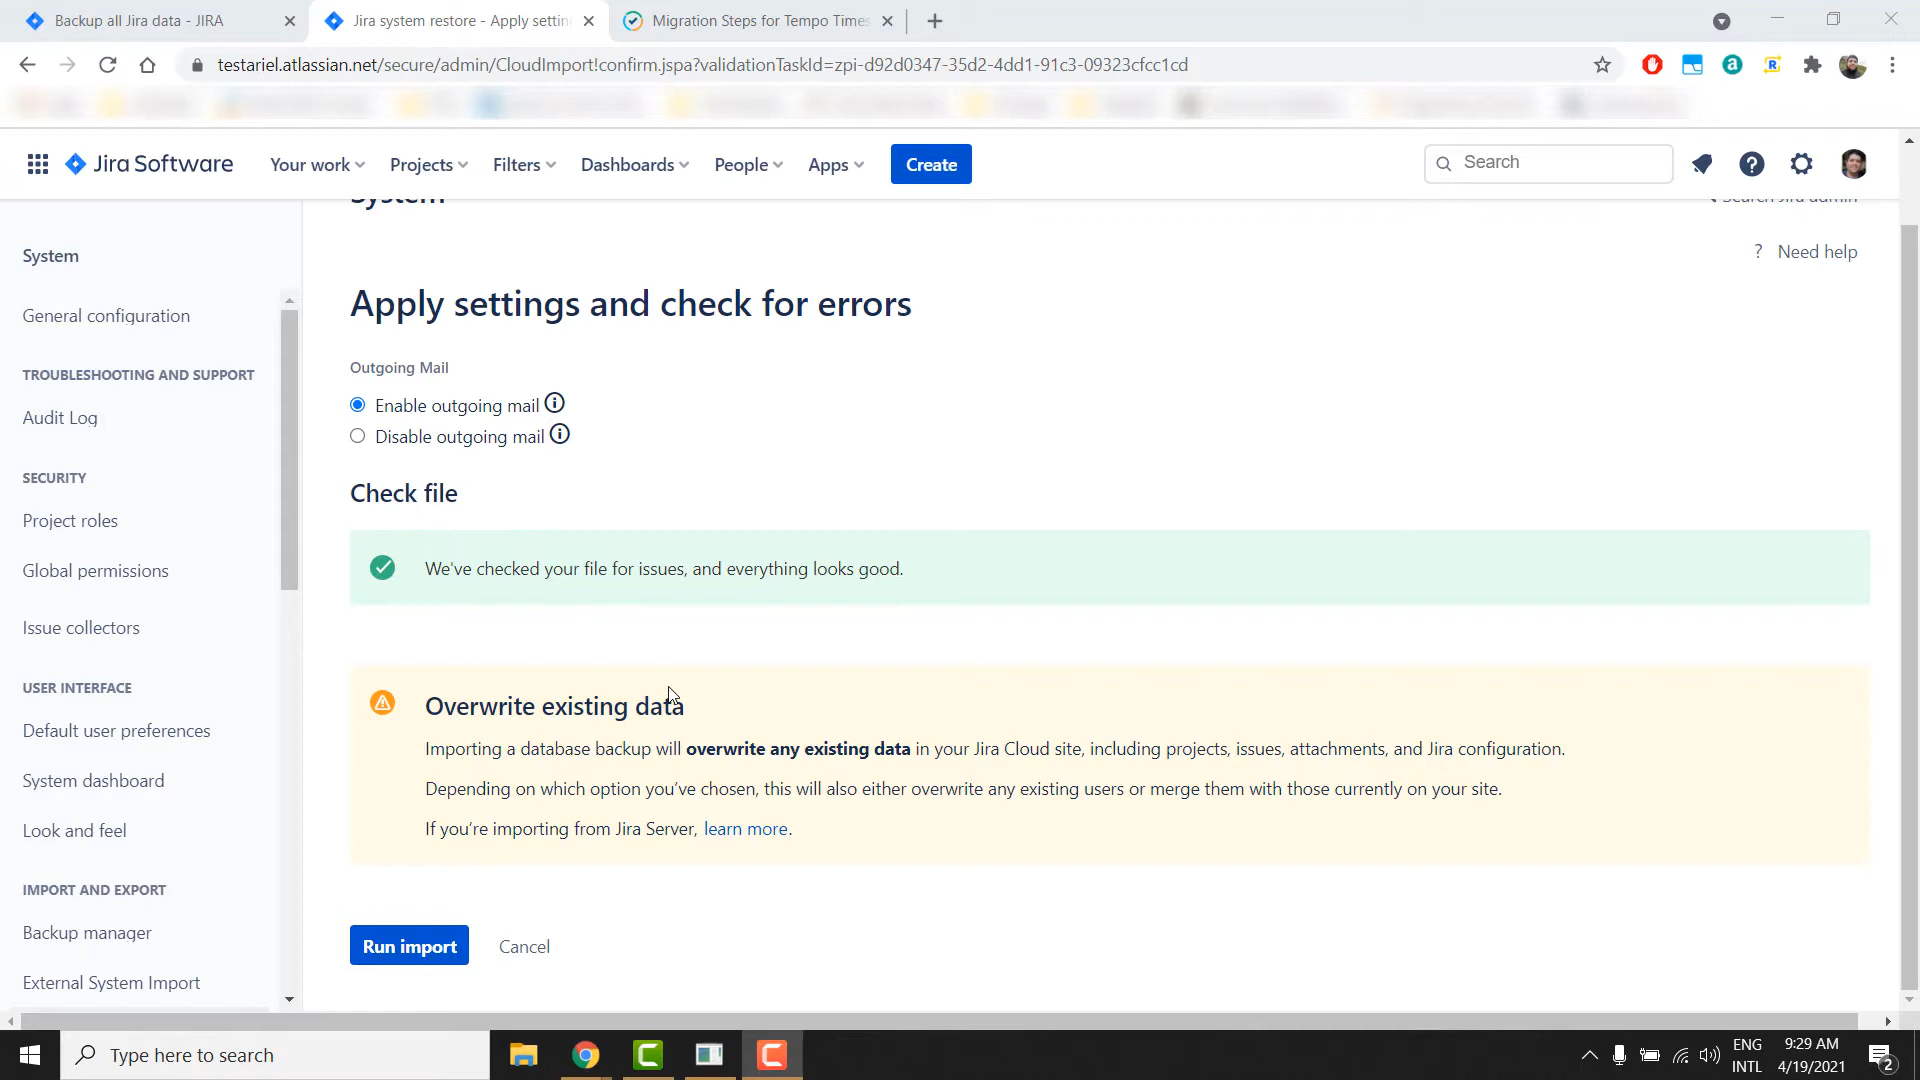 Backup all Jira data - JIRA
Jira system restore - Apply settin
Migration Steps for Tempo Times
testariel.atlassian.net/secure/admin/CloudImport!confirm.jspa?validationTaskId=zpi-d92d0347-35d2-4dd1-91c3-09323cfcc1cd
Jira Software
Your work
Projects
Filters
Dashboards
People
Apps
Create
Search
System
Search Jira admin
? Need help
System
General configuration
TROUBLESHOOTING AND SUPPORT
Audit Log
SECURITY
Project roles
Global permissions
Issue collectors
USER INTERFACE
Default user preferences
System dashboard
Look and feel
IMPORT AND EXPORT
Backup manager
External System Import
Apply settings and check for errors
Outgoing Mail
Enable outgoing mail
Disable outgoing mail
Check file
We've checked your file for issues, and everything looks good.
Overwrite existing data
Importing a database backup will overwrite any existing data in your Jira Cloud site, including projects, issues, attachments, and Jira configuration.
Depending on which option you've chosen, this will also either overwrite any existing users or merge them with those currently on your site.
If you're importing from Jira Server, learn more.
Run import
Cancel
Type here to search
ENG
INTL
9:29 AM
4/19/2021
2